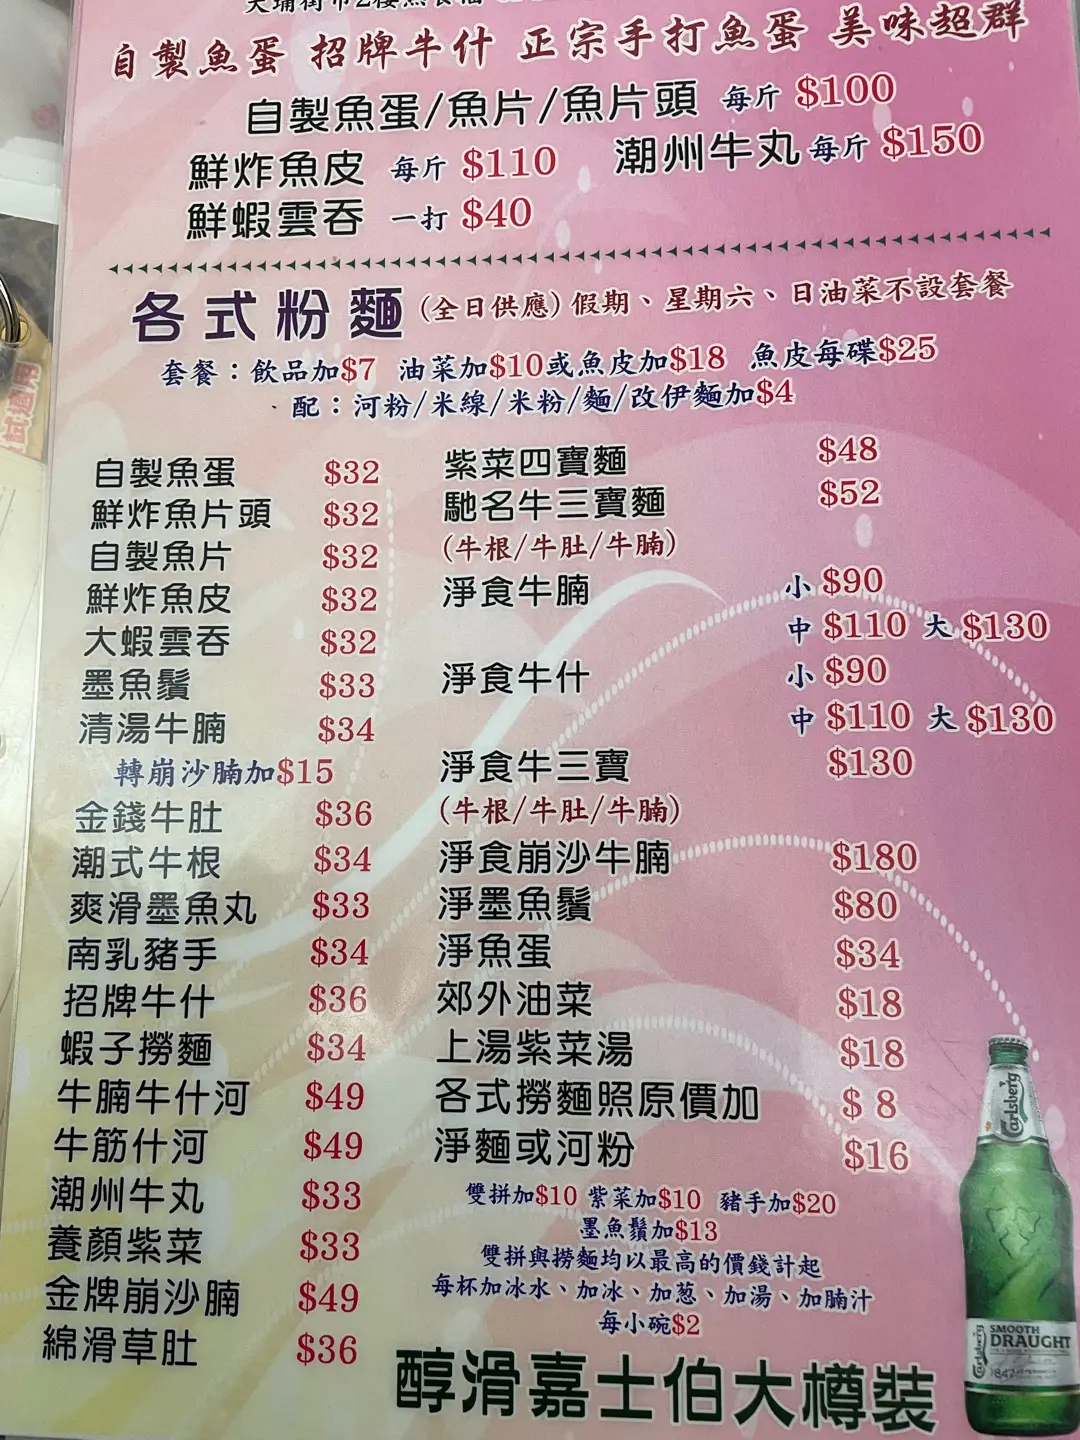 自製魚蛋 招牌牛什 正宗手打魚蛋 美味超群
自製魚蛋/魚片/魚片頭 每斤 $100
鮮炸魚皮 每斤 $110 潮州牛丸 每斤 $150
鮮蝦雲吞 一打 $40
各式粉麵 (全日供應) 假期、星期六、日油菜不設套餐
套餐：飲品加$7 油菜加$10或魚皮加$18 魚皮每碟$25
配：河粉/米線/米粉/麵/改伊麵加$4
自製魚蛋 $32
鮮炸魚片頭 $32
自製魚片 $32
鮮炸魚皮 $32
大蝦雲吞 $32
墨魚鬚 $33
清湯牛腩 $34
轉崩沙腩加$15
金錢牛肚 $36
潮式牛根 $34
爽滑墨魚丸 $33
南乳豬手 $34
招牌牛什 $36
蝦子撈麵 $34
牛腩牛什河 $49
牛筋什河 $49
潮州牛丸 $33
養顏紫菜 $33
金牌崩沙腩 $49
綿滑草肚 $36
紫菜四寶麵 $48
馳名牛三寶麵 $52
(牛根/牛肚/牛腩)
淨食牛腩 小 $90
中 $110 大 $130
淨食牛什 小 $90
中 $110 大 $130
淨食牛三寶 $130
(牛根/牛肚/牛腩)
淨食崩沙牛腩 $180
淨墨魚鬚 $80
淨魚蛋 $34
郊外油菜 $18
上湯紫菜湯 $18
各式撈麵照原價加 $ 8
淨麵或河粉 $16
雙拼加$10 紫菜加$10 豬手加$20
墨魚鬚加$13
雙拼與撈麵均以最高的價錢計起
每杯加冰水、加冰、加葱、加湯、加腩汁
每小碗$2
醇滑嘉士伯大樽裝
Carlsberg
Carlsberg
SMOOTH
DRAUGHT
1847